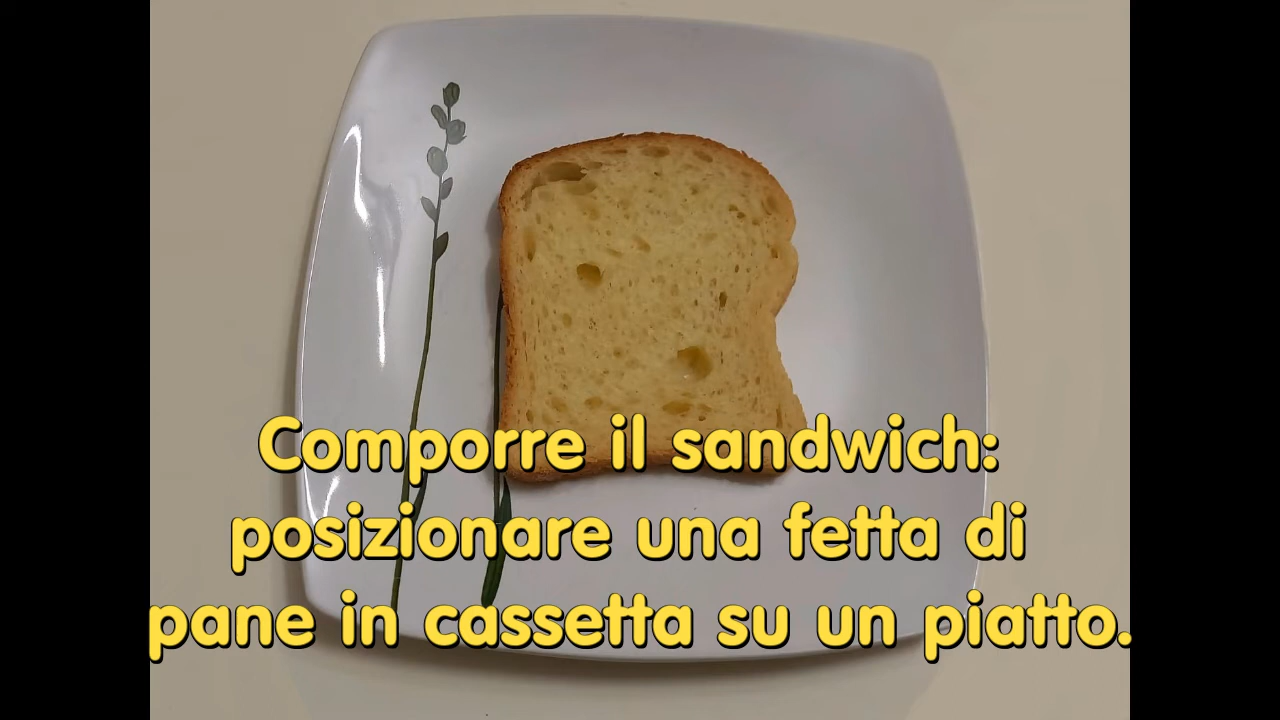 Comporre il sandwich:
posizionare una fetta di
pane in cassetta su un piatto.